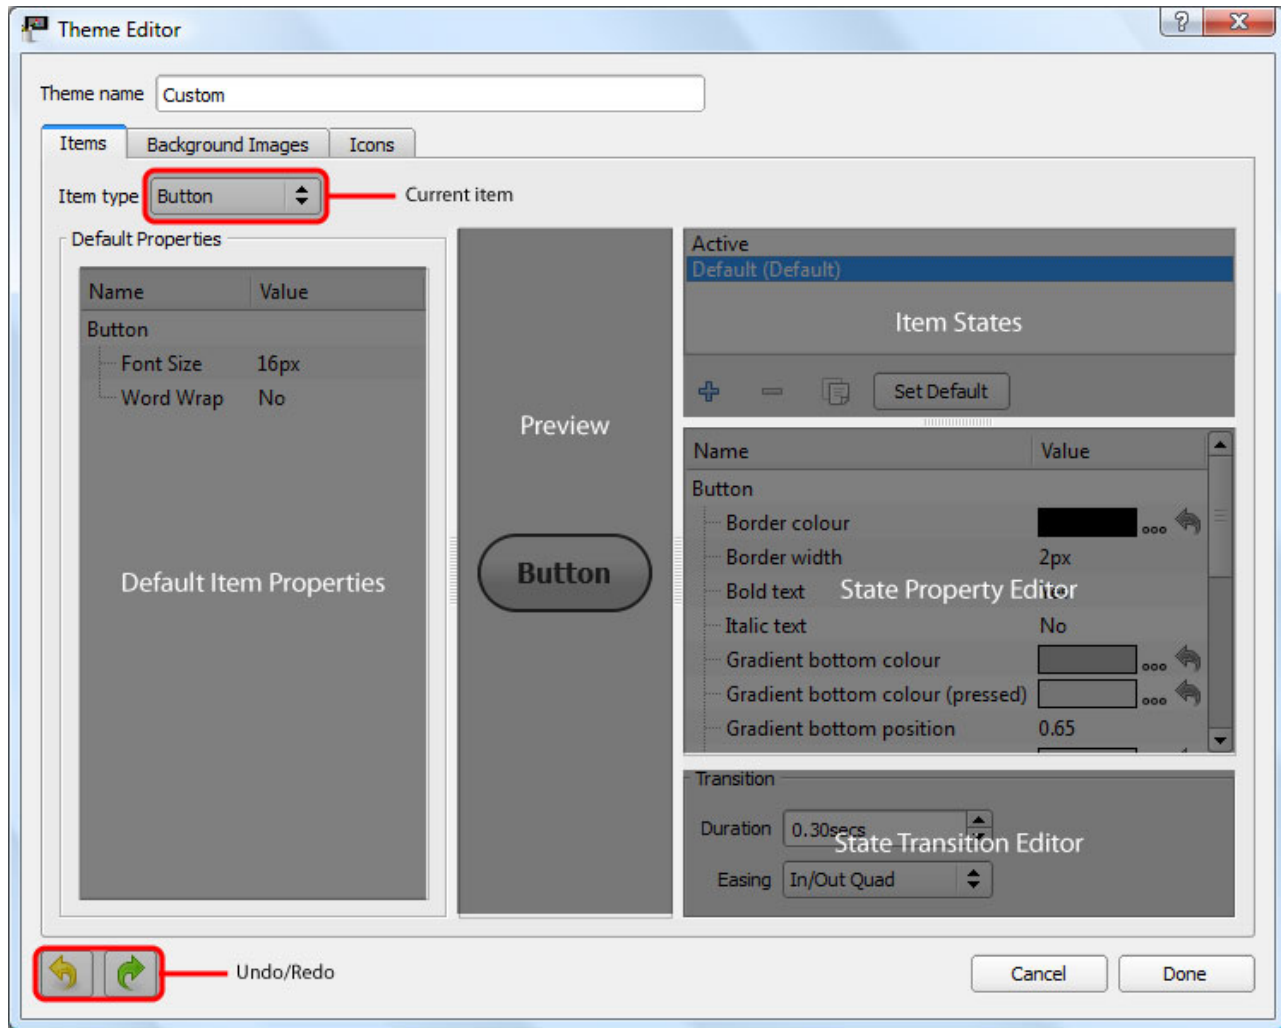 Theme Editor
Theme name Custom
Items Background Images Icons
Item type Button Current item
Default Properties
Name Value
Button
Font Size 16px
Word Wrap No
Default Item Properties
Preview
Button
Active
Default (Default)
Item States
Set Default
Name Value
Button
Border colour
Border width 2px
Bold text
State Property Editor
Italic text No
Gradient bottom colour
Gradient bottom colour (pressed)
Gradient bottom position 0.65
Transition
Duration 0.30secs
State Transition Editor
Easing In/Out Quad
Undo/Redo
Cancel Done